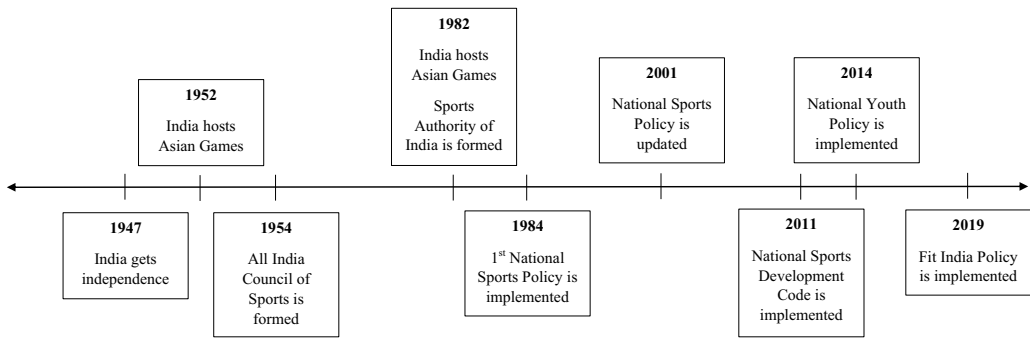 1947
India gets
independence
1952
India hosts
Asian Games
1954
All India
Council of
Sports is
formed
1982
India hosts
Asian Games
Sports
Authority of
India is formed
1984
1st National
Sports Policy is
implemented
2001
National Sports
Policy is
updated
2011
National Sports
Development
Code is
implemented
2014
National Youth
Policy is
implemented
2019
Fit India Policy
is implemented